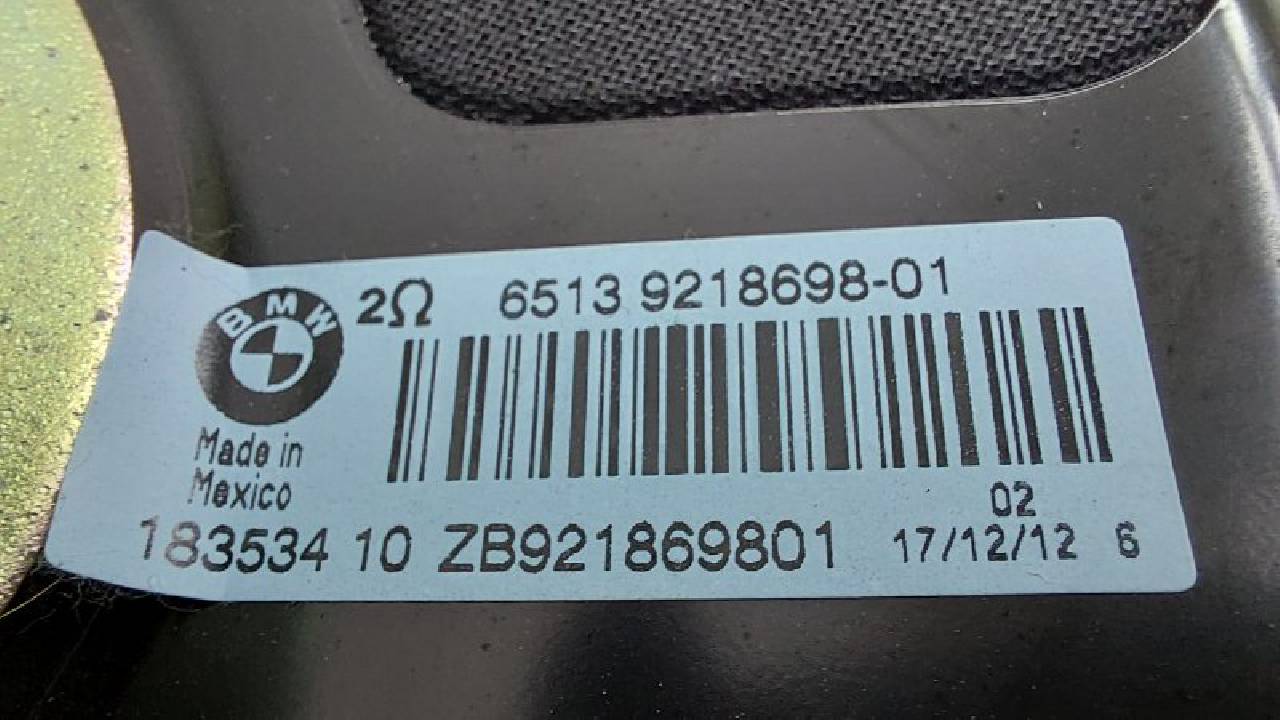 BMW
2Ω 6513 9218698-01
Made in
Mexico
02
183534 10 ZB921869801 17/12/12 6